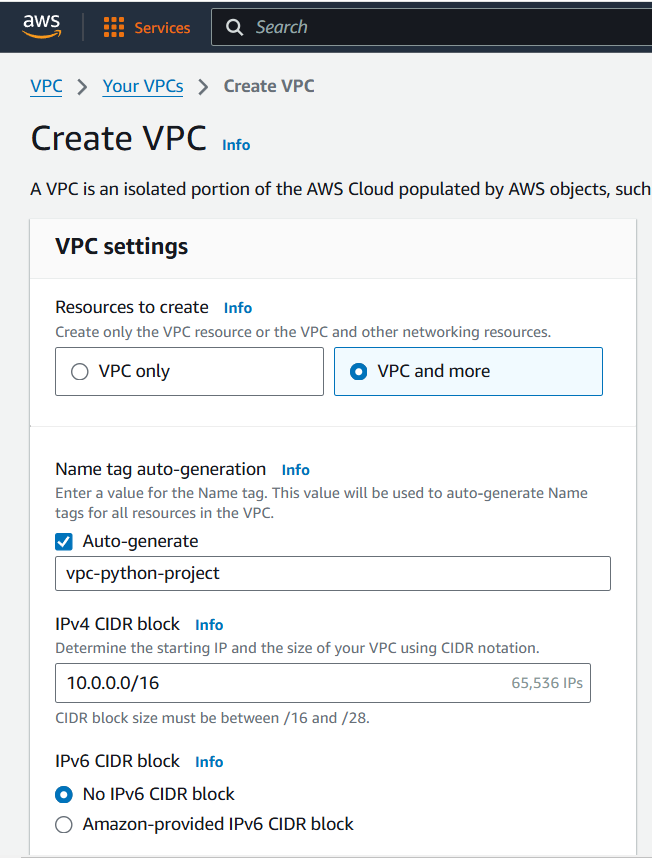 aws
Services
Search
VPC > Your VPCs > Create VPC
Create VPC Info
A VPC is an isolated portion of the AWS Cloud populated by AWS objects, such
VPC settings
Resources to create Info
Create only the VPC resource or the VPC and other networking resources.
VPC only
VPC and more
Name tag auto-generation Info
Enter a value for the Name tag. This value will be used to auto-generate Name
tags for all resources in the VPC.
Auto-generate
vpc-python-project
IPv4 CIDR block Info
Determine the starting IP and the size of your VPC using CIDR notation.
10.0.0.0/16 65,536 IPs
CIDR block size must be between /16 and /28.
IPv6 CIDR block Info
No IPv6 CIDR block
Amazon-provided IPv6 CIDR block